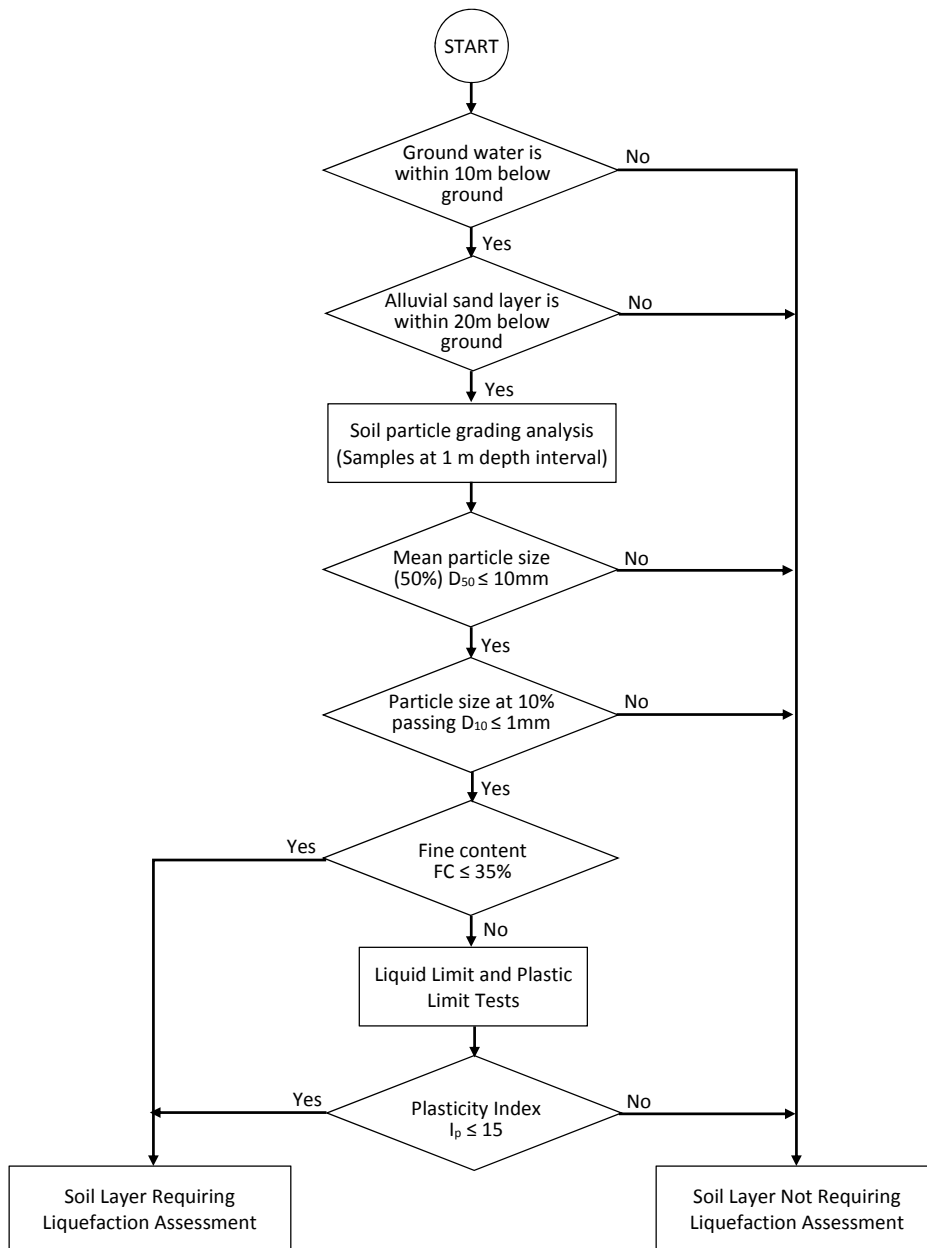 START
Ground water is
within 10m below
ground
No
Yes
Alluvial sand layer is
within 20m below
ground
No
Yes
Soil particle grading analysis
(Samples at 1 m depth interval)
Mean particle size
(50%) D₅₀ ≤ 10mm
No
Yes
Particle size at 10%
passing D₁₀ ≤ 1mm
No
Yes
Yes
Fine content
FC ≤ 35%
No
Liquid Limit and Plastic
Limit Tests
Yes
Plasticity Index
Iₚ ≤ 15
No
Soil Layer Requiring
Liquefaction Assessment
Soil Layer Not Requiring
Liquefaction Assessment